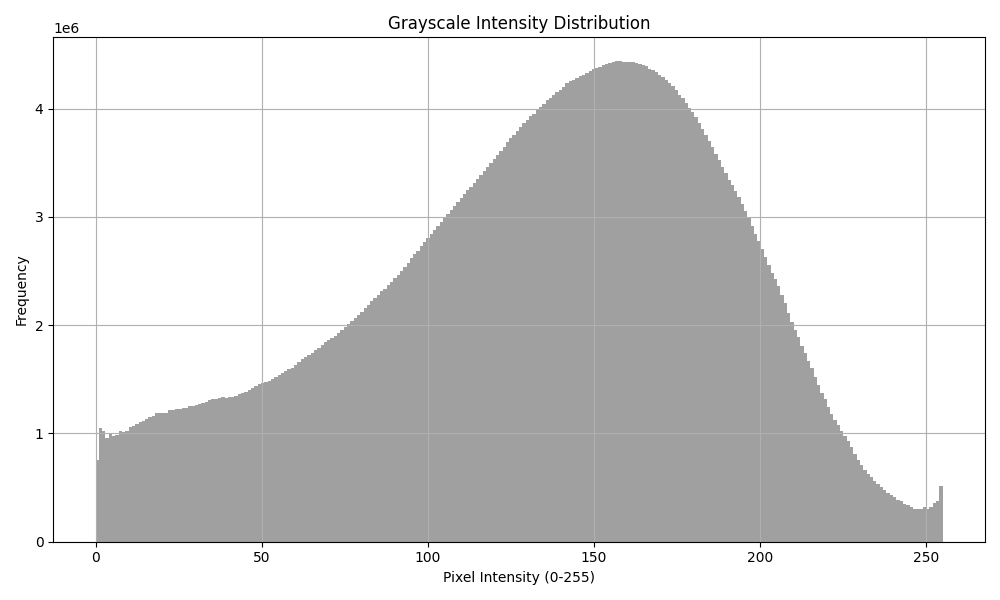 Grayscale Intensity Distribution
1e6
4
3
2
1
0
Frequency
0 50 100 150 200 250
Pixel Intensity (0-255)